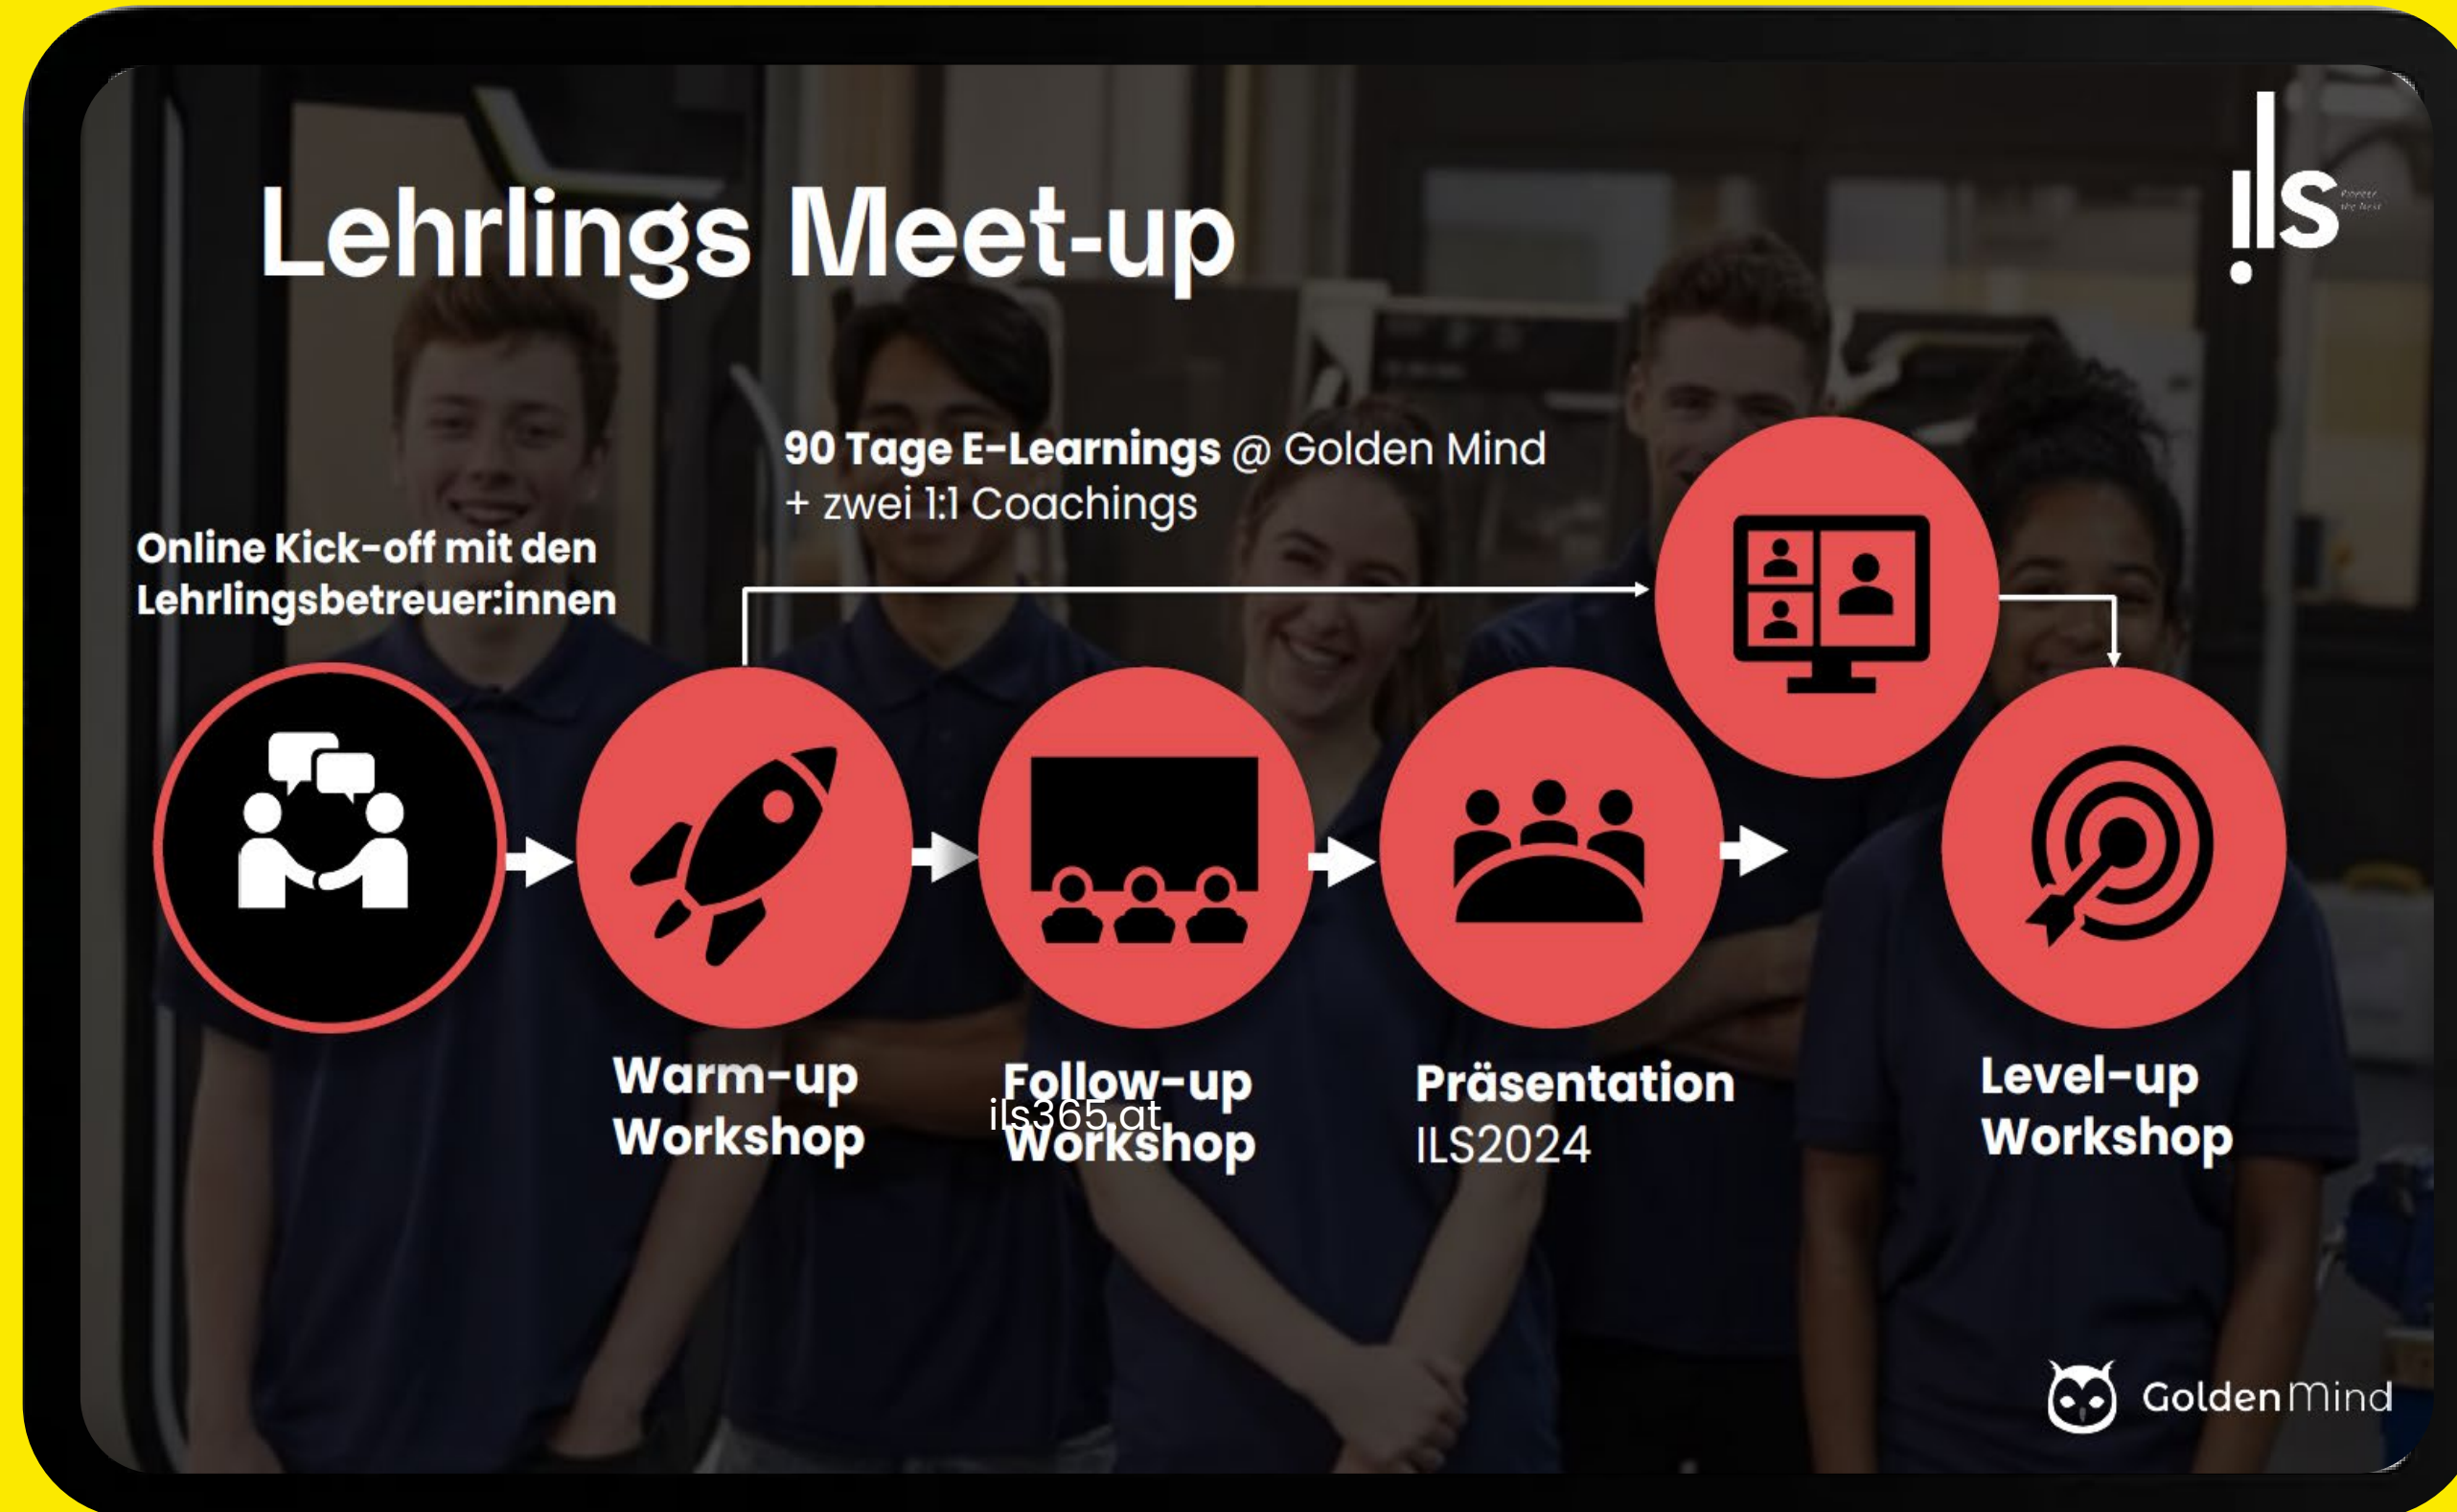 Lehrlings Meet-up
ils
90 Tage E-Learnings @ Golden Mind
+ zwei 1:1 Coachings
Online Kick-off mit den
Lehrlingsbetreuer:innen
Warm-up
Workshop
Follow-up
Workshop
ils365.at
Präsentation
ILS2024
Level-up
Workshop
GoldenMind